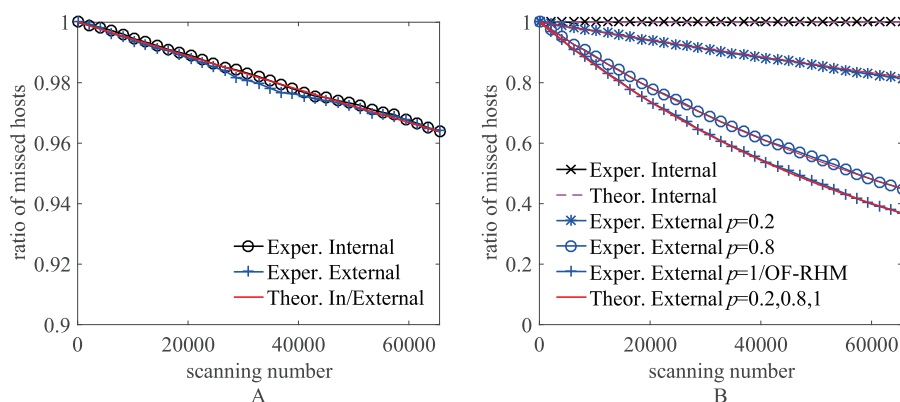 1
0.98
0.96
0.94
0.92
0.9
ratio of missed hosts
Exper. Internal
Exper. External
Theor. In/External
0 20000 40000 60000
scanning number
A
1
0.8
0.6
0.4
0.2
0
ratio of missed hosts
Exper. Internal
Theor. Internal
Exper. External p=0.2
Exper. External p=0.8
Exper. External p=1/OF-RHM
Theor. External p=0.2,0.8,1
0 20000 40000 60000
scanning number
B